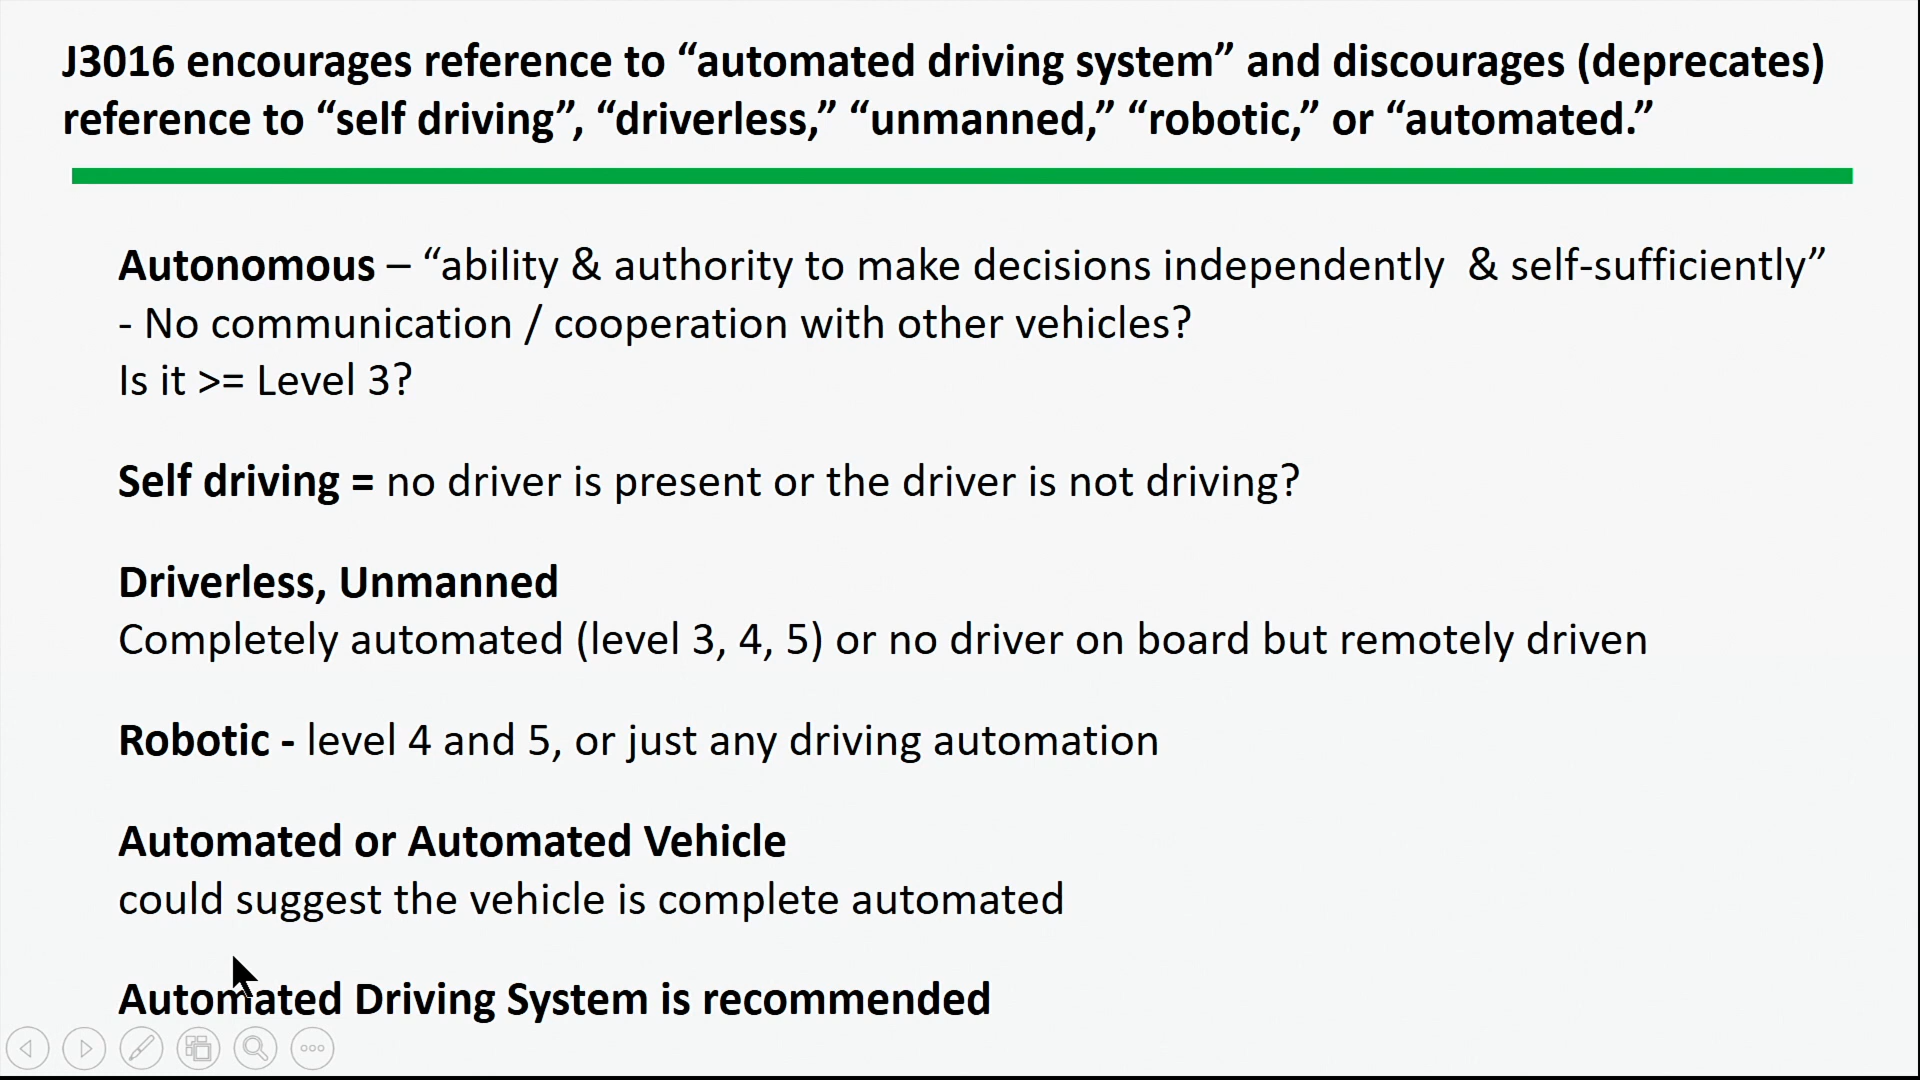 J3016 encourages reference to “automated driving system” and discourages (deprecates)
reference to “self driving”, “driverless,” “unmanned,” “robotic,” or “automated.”
Autonomous – “ability & authority to make decisions independently  & self-sufficiently”
- No communication / cooperation with other vehicles?
Is it >= Level 3?
Self driving = no driver is present or the driver is not driving?
Driverless, Unmanned
Completely automated (level 3, 4, 5) or no driver on board but remotely driven
Robotic - level 4 and 5, or just any driving automation
Automated or Automated Vehicle
could suggest the vehicle is complete automated
Automated Driving System is recommended